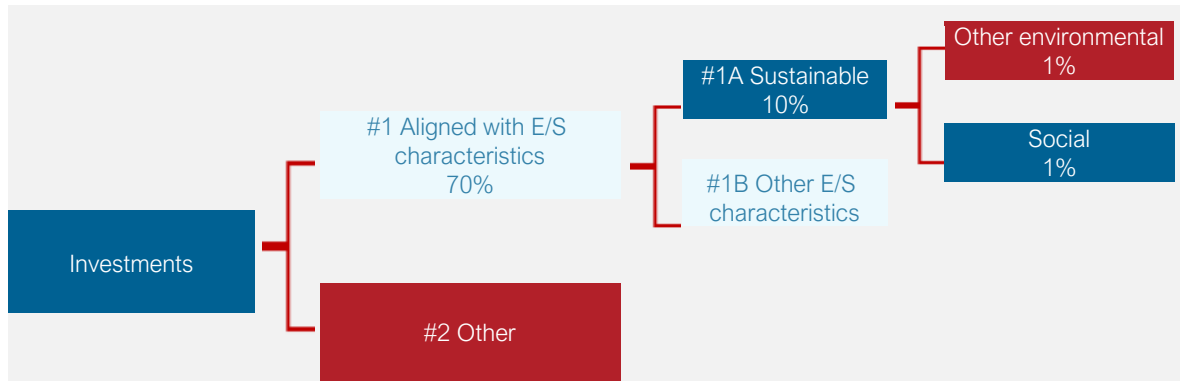 Investments
#1 Aligned with E/S
characteristics
70%
#2 Other
#1A Sustainable
10%
#1B Other E/S
characteristics
Other environmental
1%
Social
1%